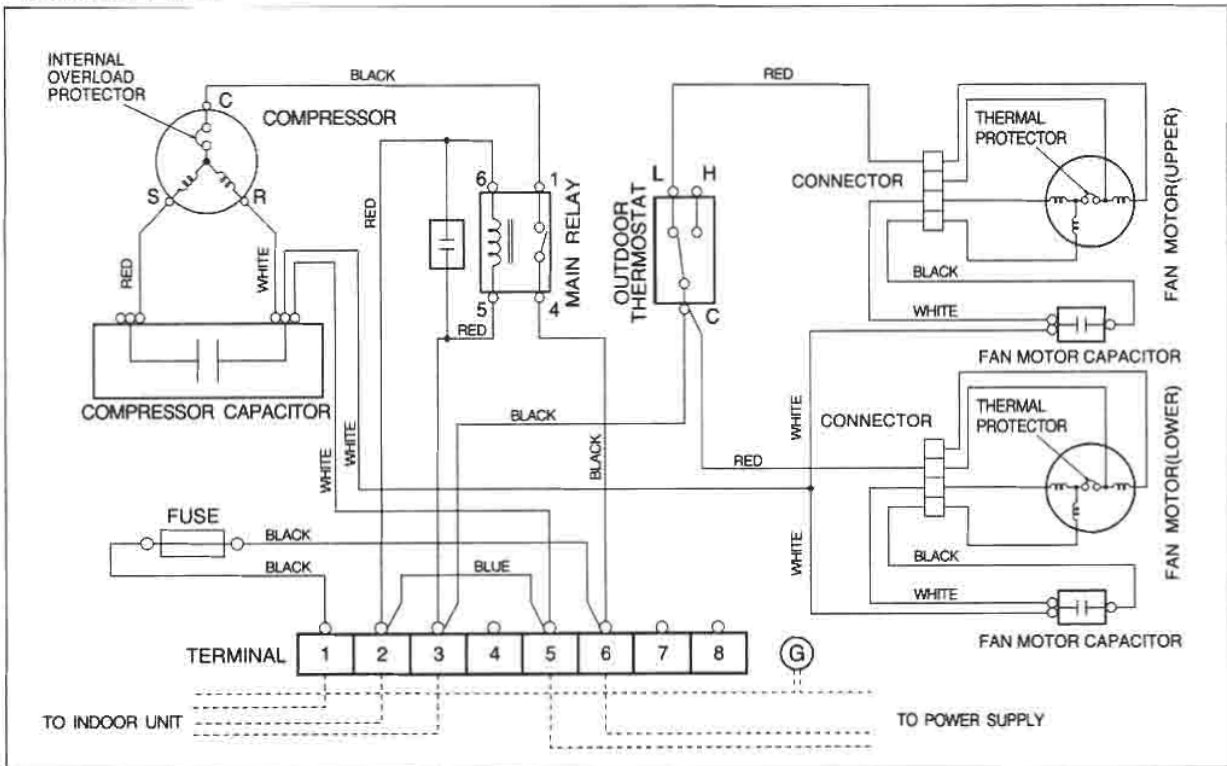 INTERNAL
OVERLOAD
PROTECTOR
C
BLACK
COMPRESSOR
S
R
RED
WHITE
COMPRESSOR CAPACITOR
RED
6
1
MAIN RELAY
5
4
RED
RED
L
H
OUTDOOR
THERMOSTAT
C
BLACK
CONNECTOR
THERMAL
PROTECTOR
FAN MOTOR(UPPER)
BLACK
WHITE
FAN MOTOR CAPACITOR
WHITE
WHITE
BLACK
WHITE
CONNECTOR
RED
THERMAL
PROTECTOR
FAN MOTOR(LOWER)
BLACK
WHITE
WHITE
FAN MOTOR CAPACITOR
FUSE
BLACK
BLACK
BLUE
TERMINAL
1
2
3
4
5
6
7
8
G
TO INDOOR UNIT
TO POWER SUPPLY